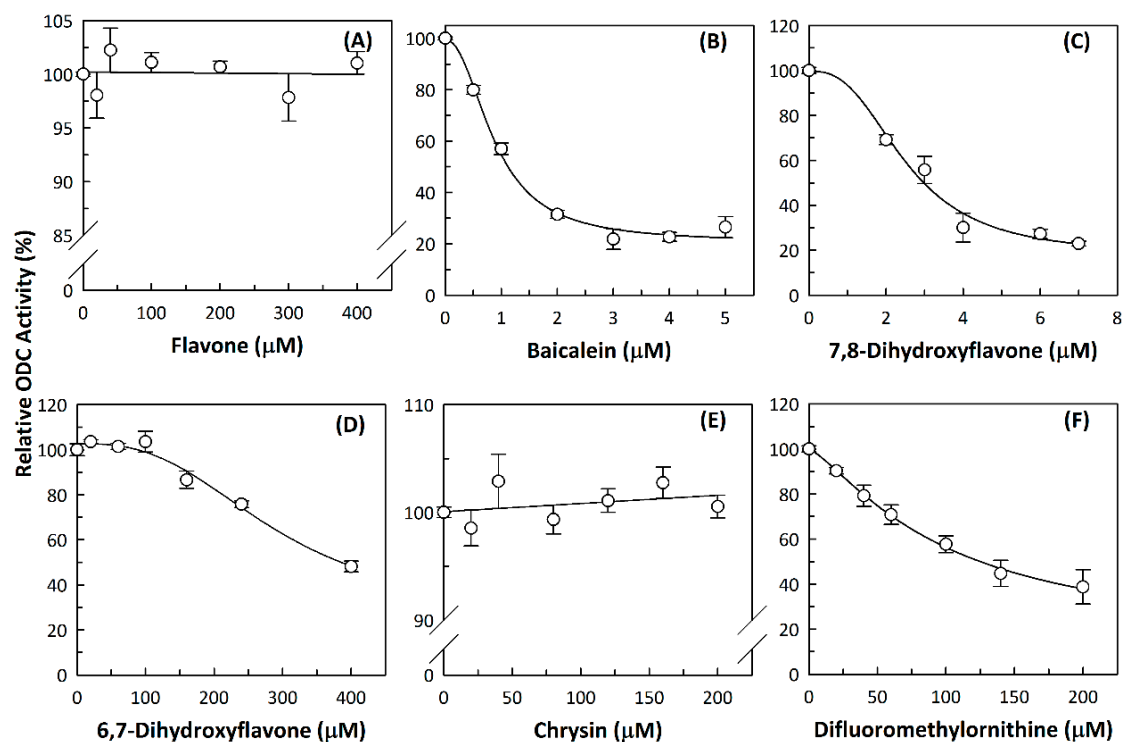 Relative ODC Activity (%)
(A)
105
100
95
90
85
0
0 100 200 300 400
Flavone (μM)
(B)
100
80
60
40
20
0
0 1 2 3 4 5
Baicalein (μM)
(C)
120
100
80
60
40
20
0
0 2 4 6 8
7,8-Dihydroxyflavone (μM)
(D)
120
100
80
60
40
20
0
0 100 200 300 400
6,7-Dihydroxyflavone (μM)
(E)
110
100
90
0
0 50 100 150 200
Chrysin (μM)
(F)
120
100
80
60
40
20
0
0 50 100 150 200
Difluoromethylornithine (μM)